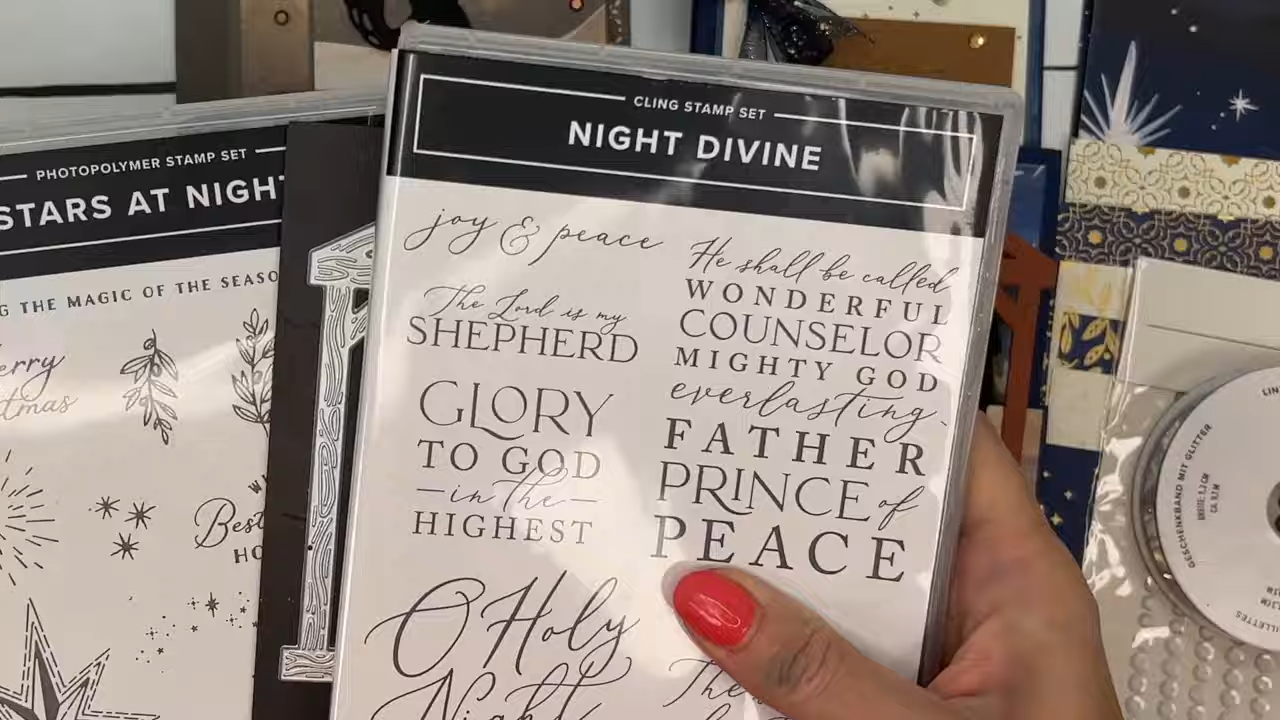 CLING STAMP SET
NIGHT DIVINE
joy & peace
The Lord is my
SHEPHERD
GLORY
TO GOD
in the
HIGHEST
O Holy
Night
He shall be called
WONDERFUL
COUNSELOR
MIGHTY GOD
everlasting
FATHER
PRINCE of
PEACE
PHOTOPOLYMER STAMP SET
STARS AT NIGHT
THE MAGIC OF THE SEASO
Best
GESCHENKBAND MIT GLITTER